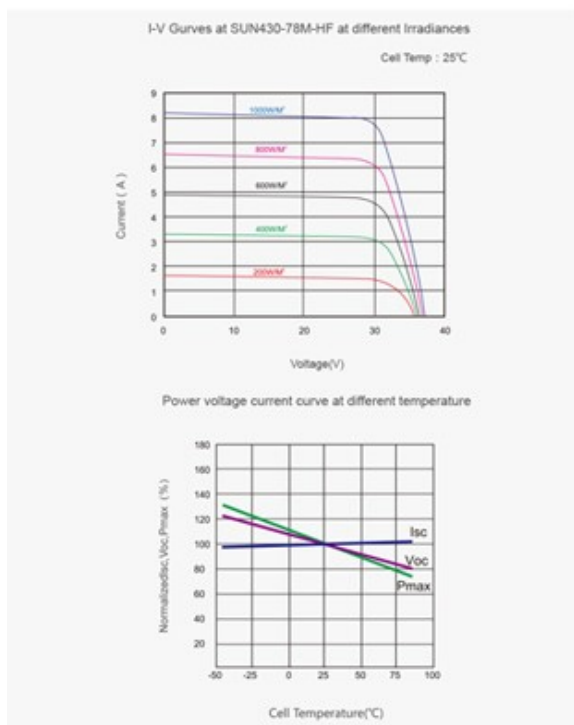 I-V Gurves at SUN430-78M-HF at different Irradiances
Cell Temp : 25℃
9
8
7
6
5
4
3
2
1
0
Current ( A )
1000W/M²
800W/M²
600W/M²
400W/M²
200W/M²
0 10 20 30 40
Voltage(V)
Power voltage current curve at different temperature
180
160
140
120
100
80
60
40
20
NormalizedIsc,Voc,Pmax (%)
Isc
Voc
Pmax
-50 -25 0 25 50 75 100
Cell Temperature(℃)